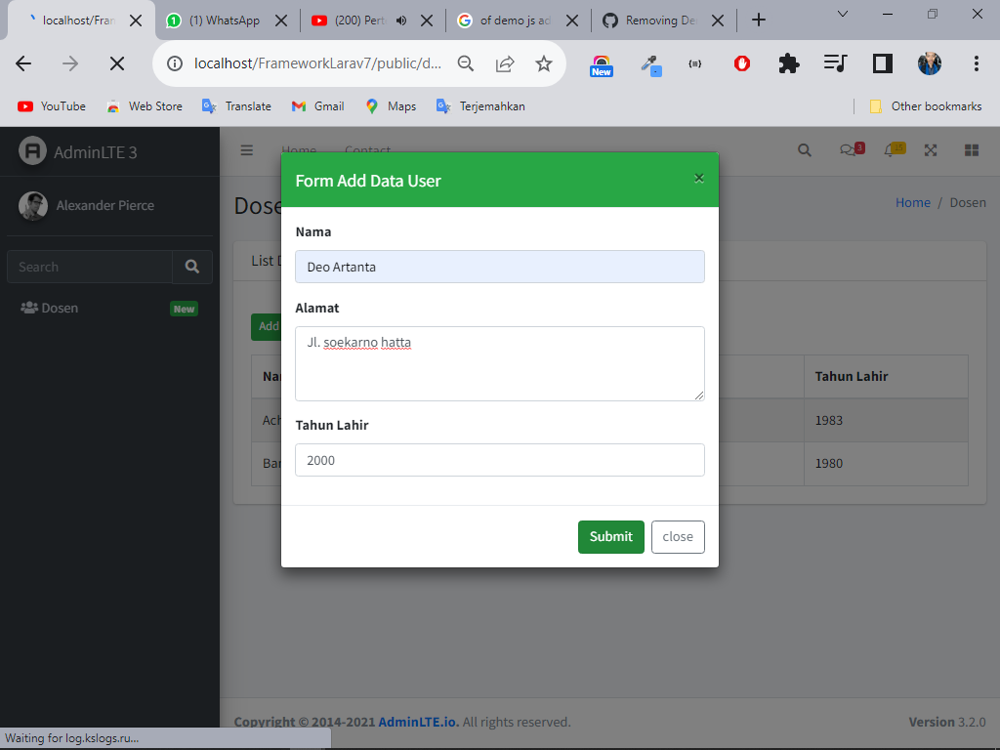 localhost/Fran
(1) WhatsApp
(200) Pert
of demo js ad
Removing De
localhost/FrameworkLarav7/public/d...
New
YouTube
Web Store
Translate
Gmail
Maps
Terjemahkan
Other bookmarks
AdminLTE 3
Home
Contact
3
15
Alexander Pierce
Search
Dosen
New
Dose
Home / Dosen
List D
Add
Na
Tahun Lahir
Ach
1983
Bar
1980
Form Add Data User
×
Nama
Deo Artanta
Alamat
Jl. soekarno hatta
Tahun Lahir
2000
Submit
close
Copyright © 2014-2021 AdminLTE.io. All rights reserved.
Version 3.2.0
Waiting for log.kslogs.ru...